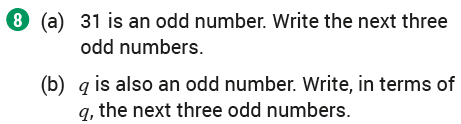 8 (a) 31 is an odd number. Write the next three
odd numbers.
(b) q is also an odd number. Write, in terms of
q, the next three odd numbers.